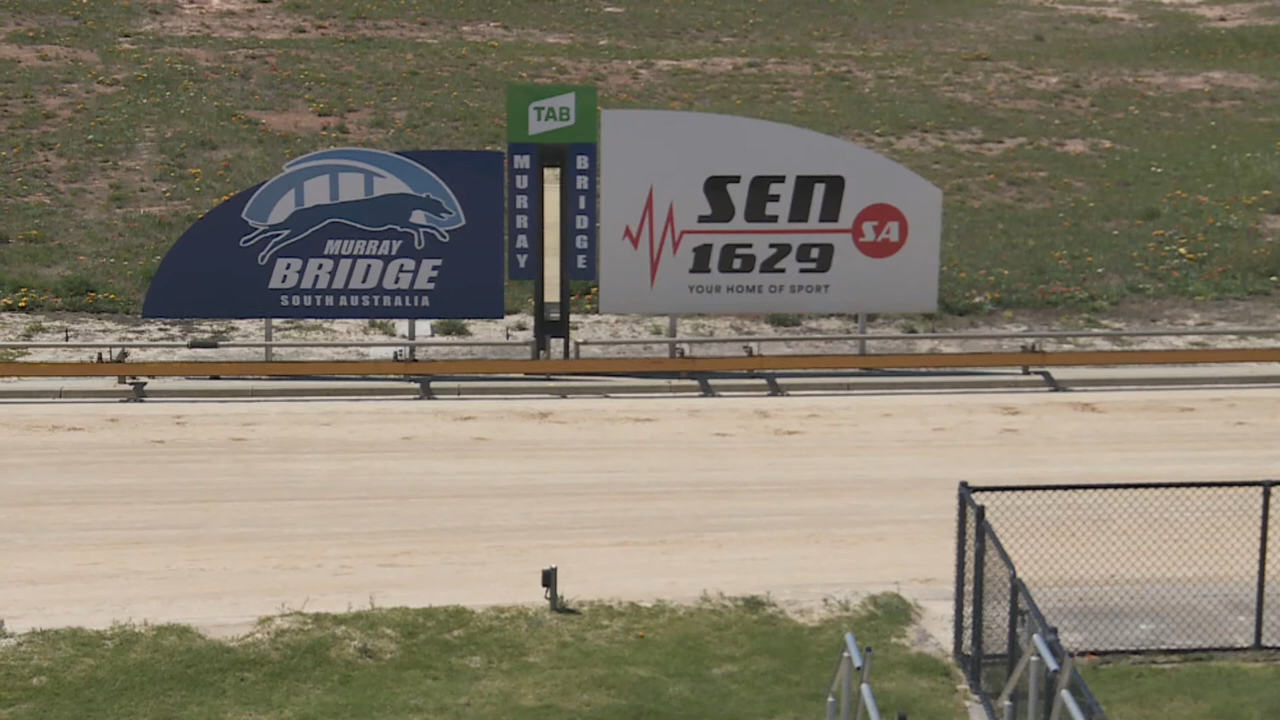 TAB
MURRAY
BRIDGE
MURRAY
BRIDGE
SOUTH AUSTRALIA
SEN
1629
SA
YOUR HOME OF SPORT